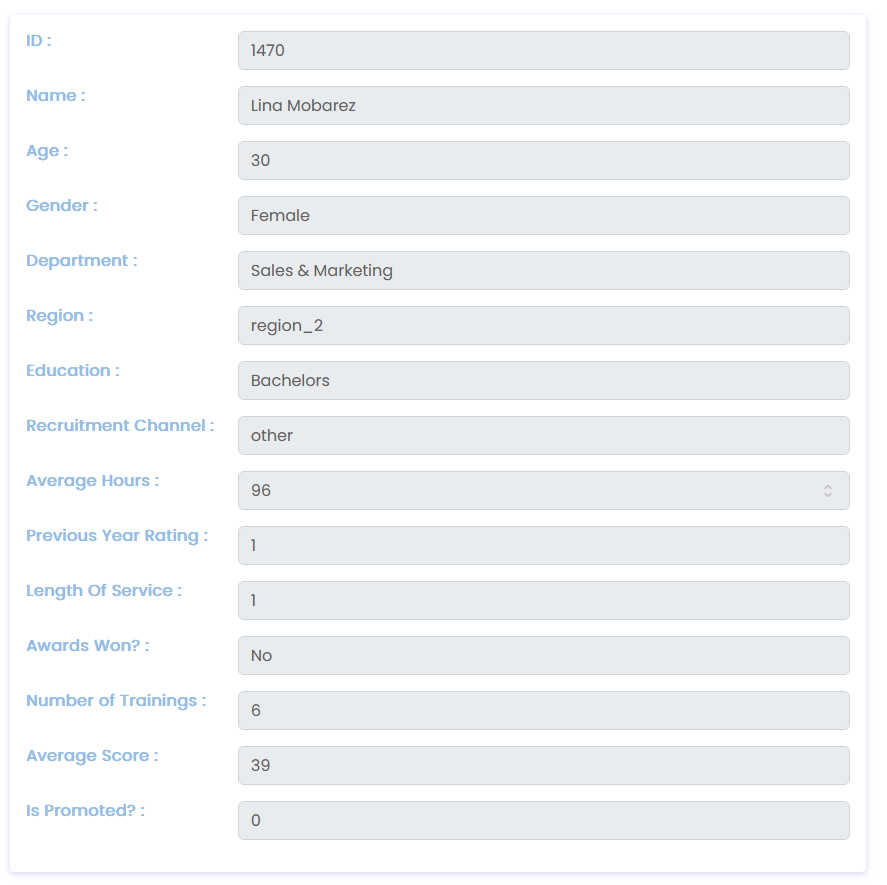 ID :
1470
Name :
Lina Mobarez
Age :
30
Gender :
Female
Department :
Sales & Marketing
Region :
region_2
Education :
Bachelors
Recruitment Channel :
other
Average Hours :
96
Previous Year Rating :
1
Length Of Service :
1
Awards Won? :
No
Number of Trainings :
6
Average Score :
39
Is Promoted? :
0